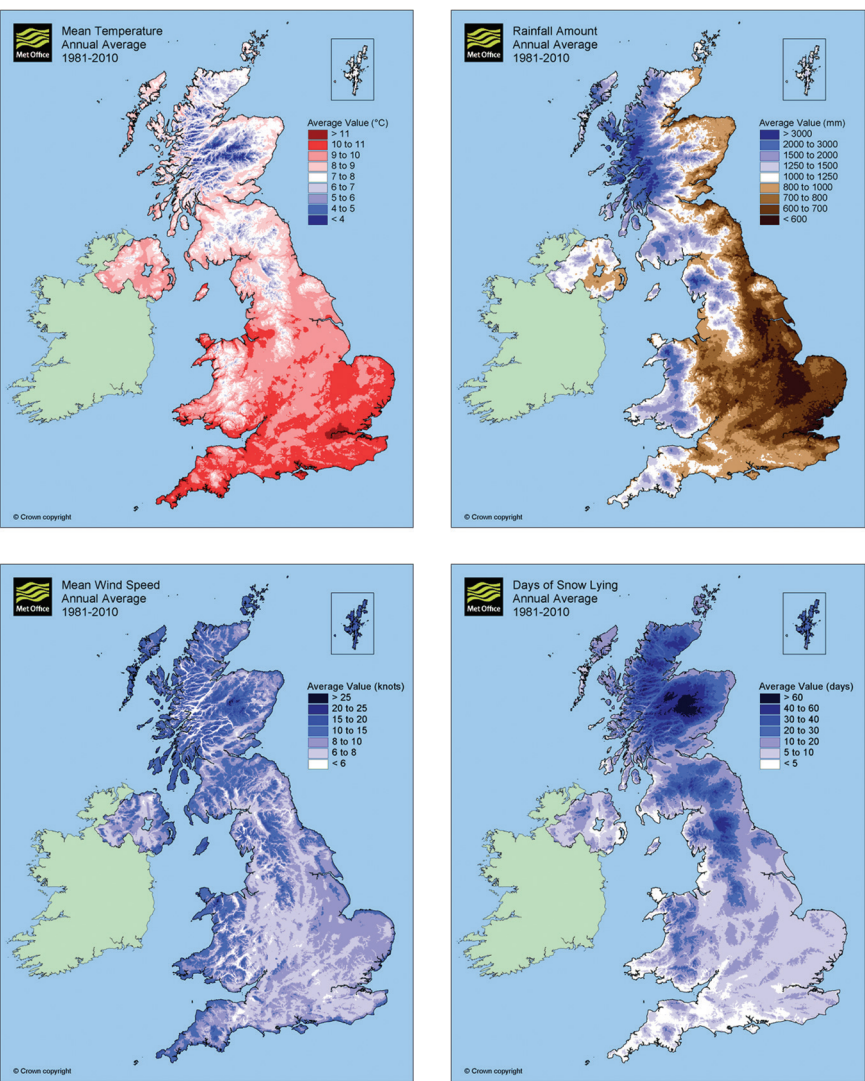 Met Office
Mean Temperature
Annual Average
1981-2010
Average Value (°C)
> 11
10 to 11
9 to 10
8 to 9
7 to 8
6 to 7
5 to 6
4 to 5
< 4
© Crown copyright
Met Office
Rainfall Amount
Annual Average
1981-2010
Average Value (mm)
> 3000
2000 to 3000
1500 to 2000
1250 to 1500
1000 to 1250
800 to 1000
700 to 800
600 to 700
< 600
© Crown copyright
Met Office
Mean Wind Speed
Annual Average
1981-2010
Average Value (knots)
> 25
20 to 25
15 to 20
10 to 15
8 to 10
6 to 8
< 6
© Crown copyright
Met Office
Days of Snow Lying
Annual Average
1981-2010
Average Value (days)
> 60
40 to 60
30 to 40
20 to 30
10 to 20
5 to 10
< 5
© Crown copyright